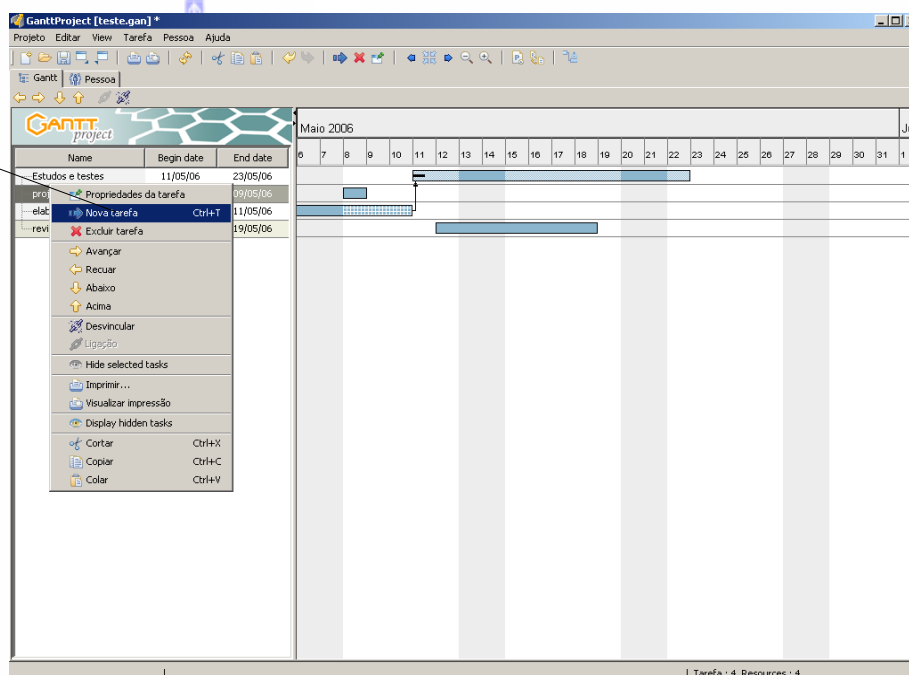 GanttProject [teste.gan] *
Projeto Editar View Tarefa Pessoa Ajuda
Gantt Pessoa
GANTT project
Maio 2006
Name Begin date End date 6 7 8 9 10 11 12 13 14 15 16 17 18 19 20 21 22 23 24 25 26 27 28 29 30 31 1
Estudos e testes 11/05/06 23/05/06
proj 09/05/06
Propriedades da tarefa
elab 11/05/06
Nova tarefa Ctrl+T
revi 19/05/06
Excluir tarefa
Avançar
Recuar
Abaixo
Acima
Desvincular
Ligação
Hide selected tasks
Imprimir...
Visualizar impressão
Display hidden tasks
Cortar Ctrl+X
Copiar Ctrl+C
Colar Ctrl+V
Tarefa : 4 Resources : 4